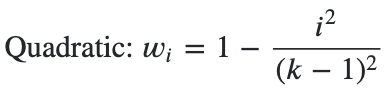 Quadratic: wᵢ = 1 − i² / (k − 1)²